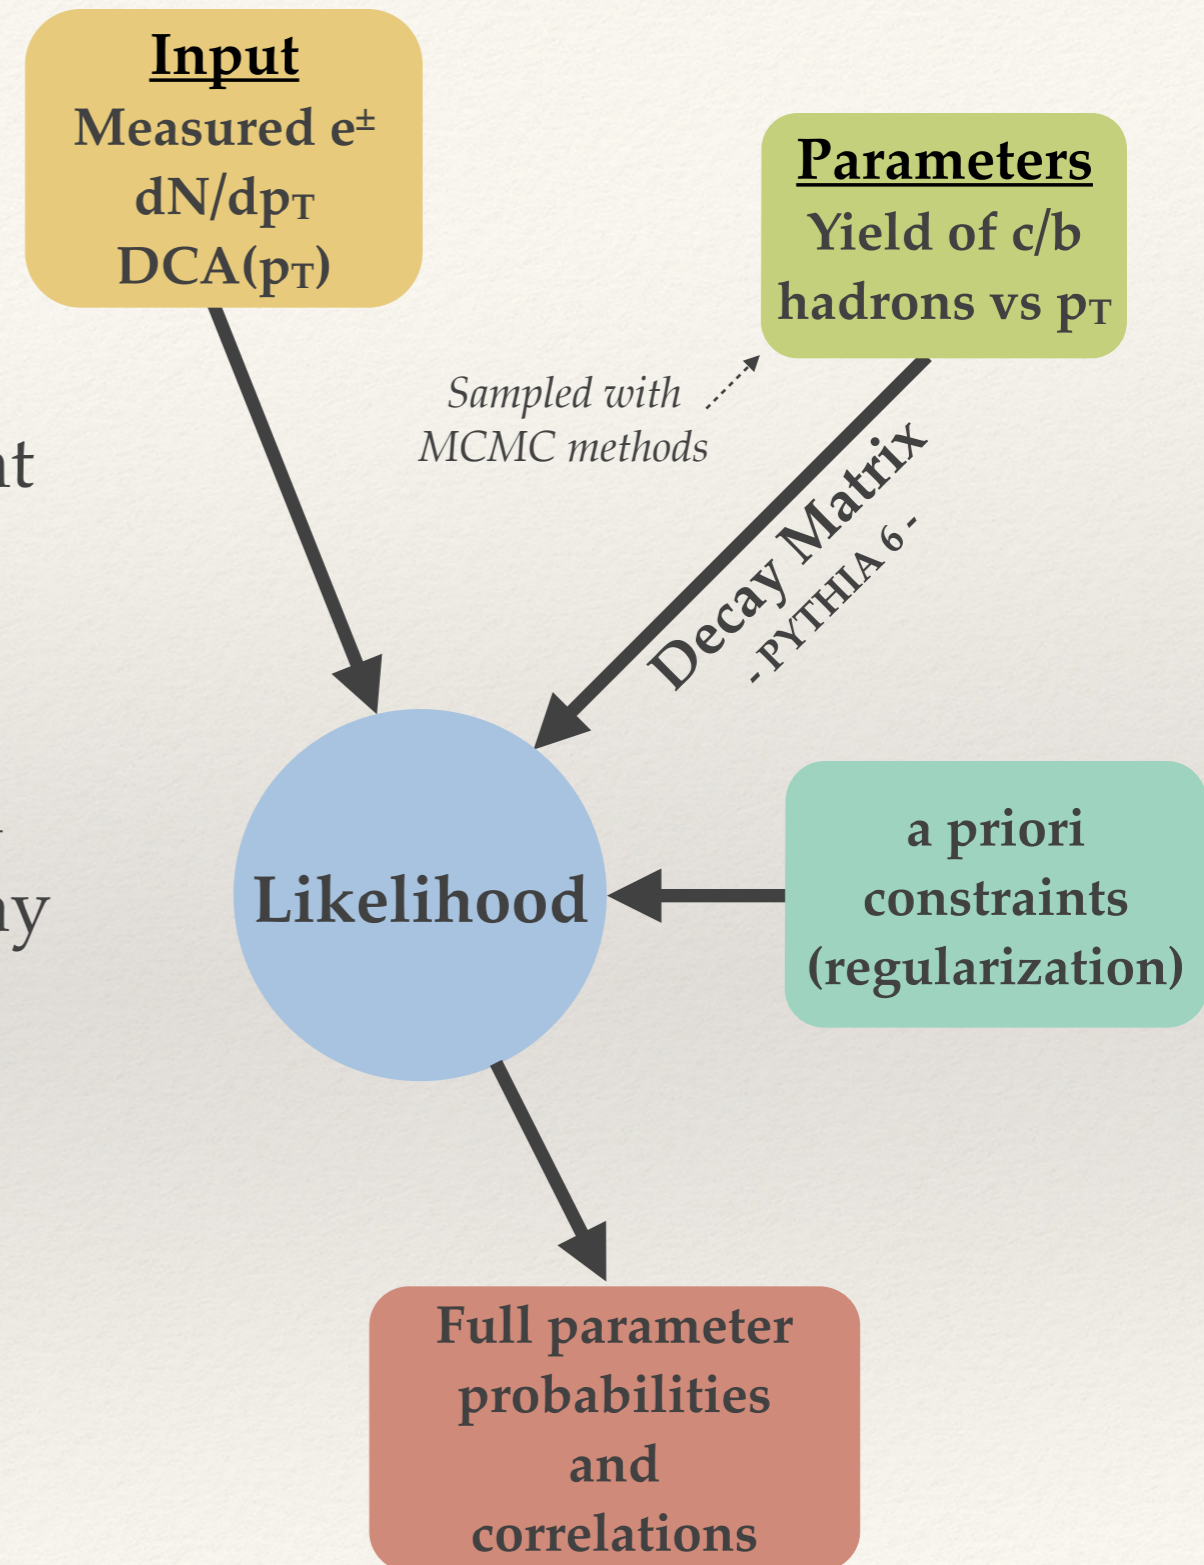 Input
Measured e±
dN/dpT
DCA(pT)
Parameters
Yield of c/b
hadrons vs pT
Sampled with
MCMC methods
Decay Matrix
- PYTHIA 6 -
Likelihood
a priori
constraints
(regularization)
Full parameter
probabilities
and
correlations